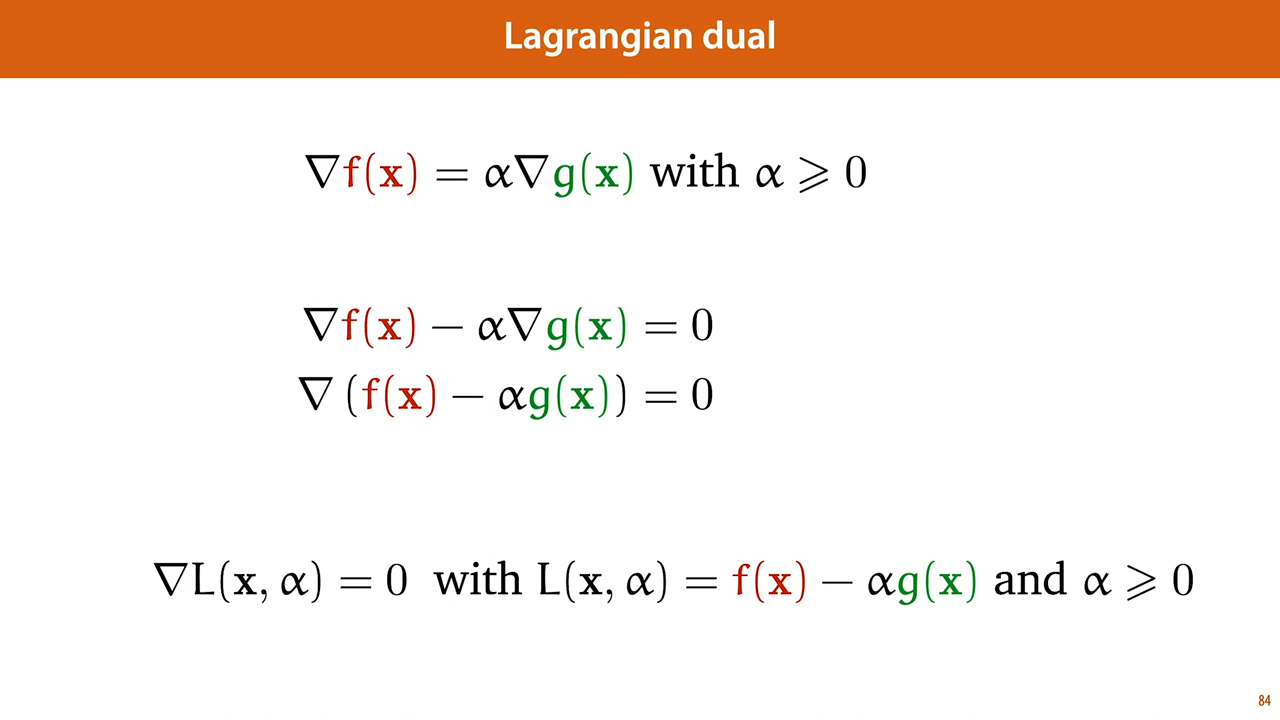 Lagrangian dual
∇f(x) = α∇g(x) with α ⩾ 0
∇f(x) − α∇g(x) = 0
∇ (f(x) − αg(x)) = 0
∇L(x, α) = 0 with L(x, α) = f(x) − αg(x) and α ⩾ 0
84